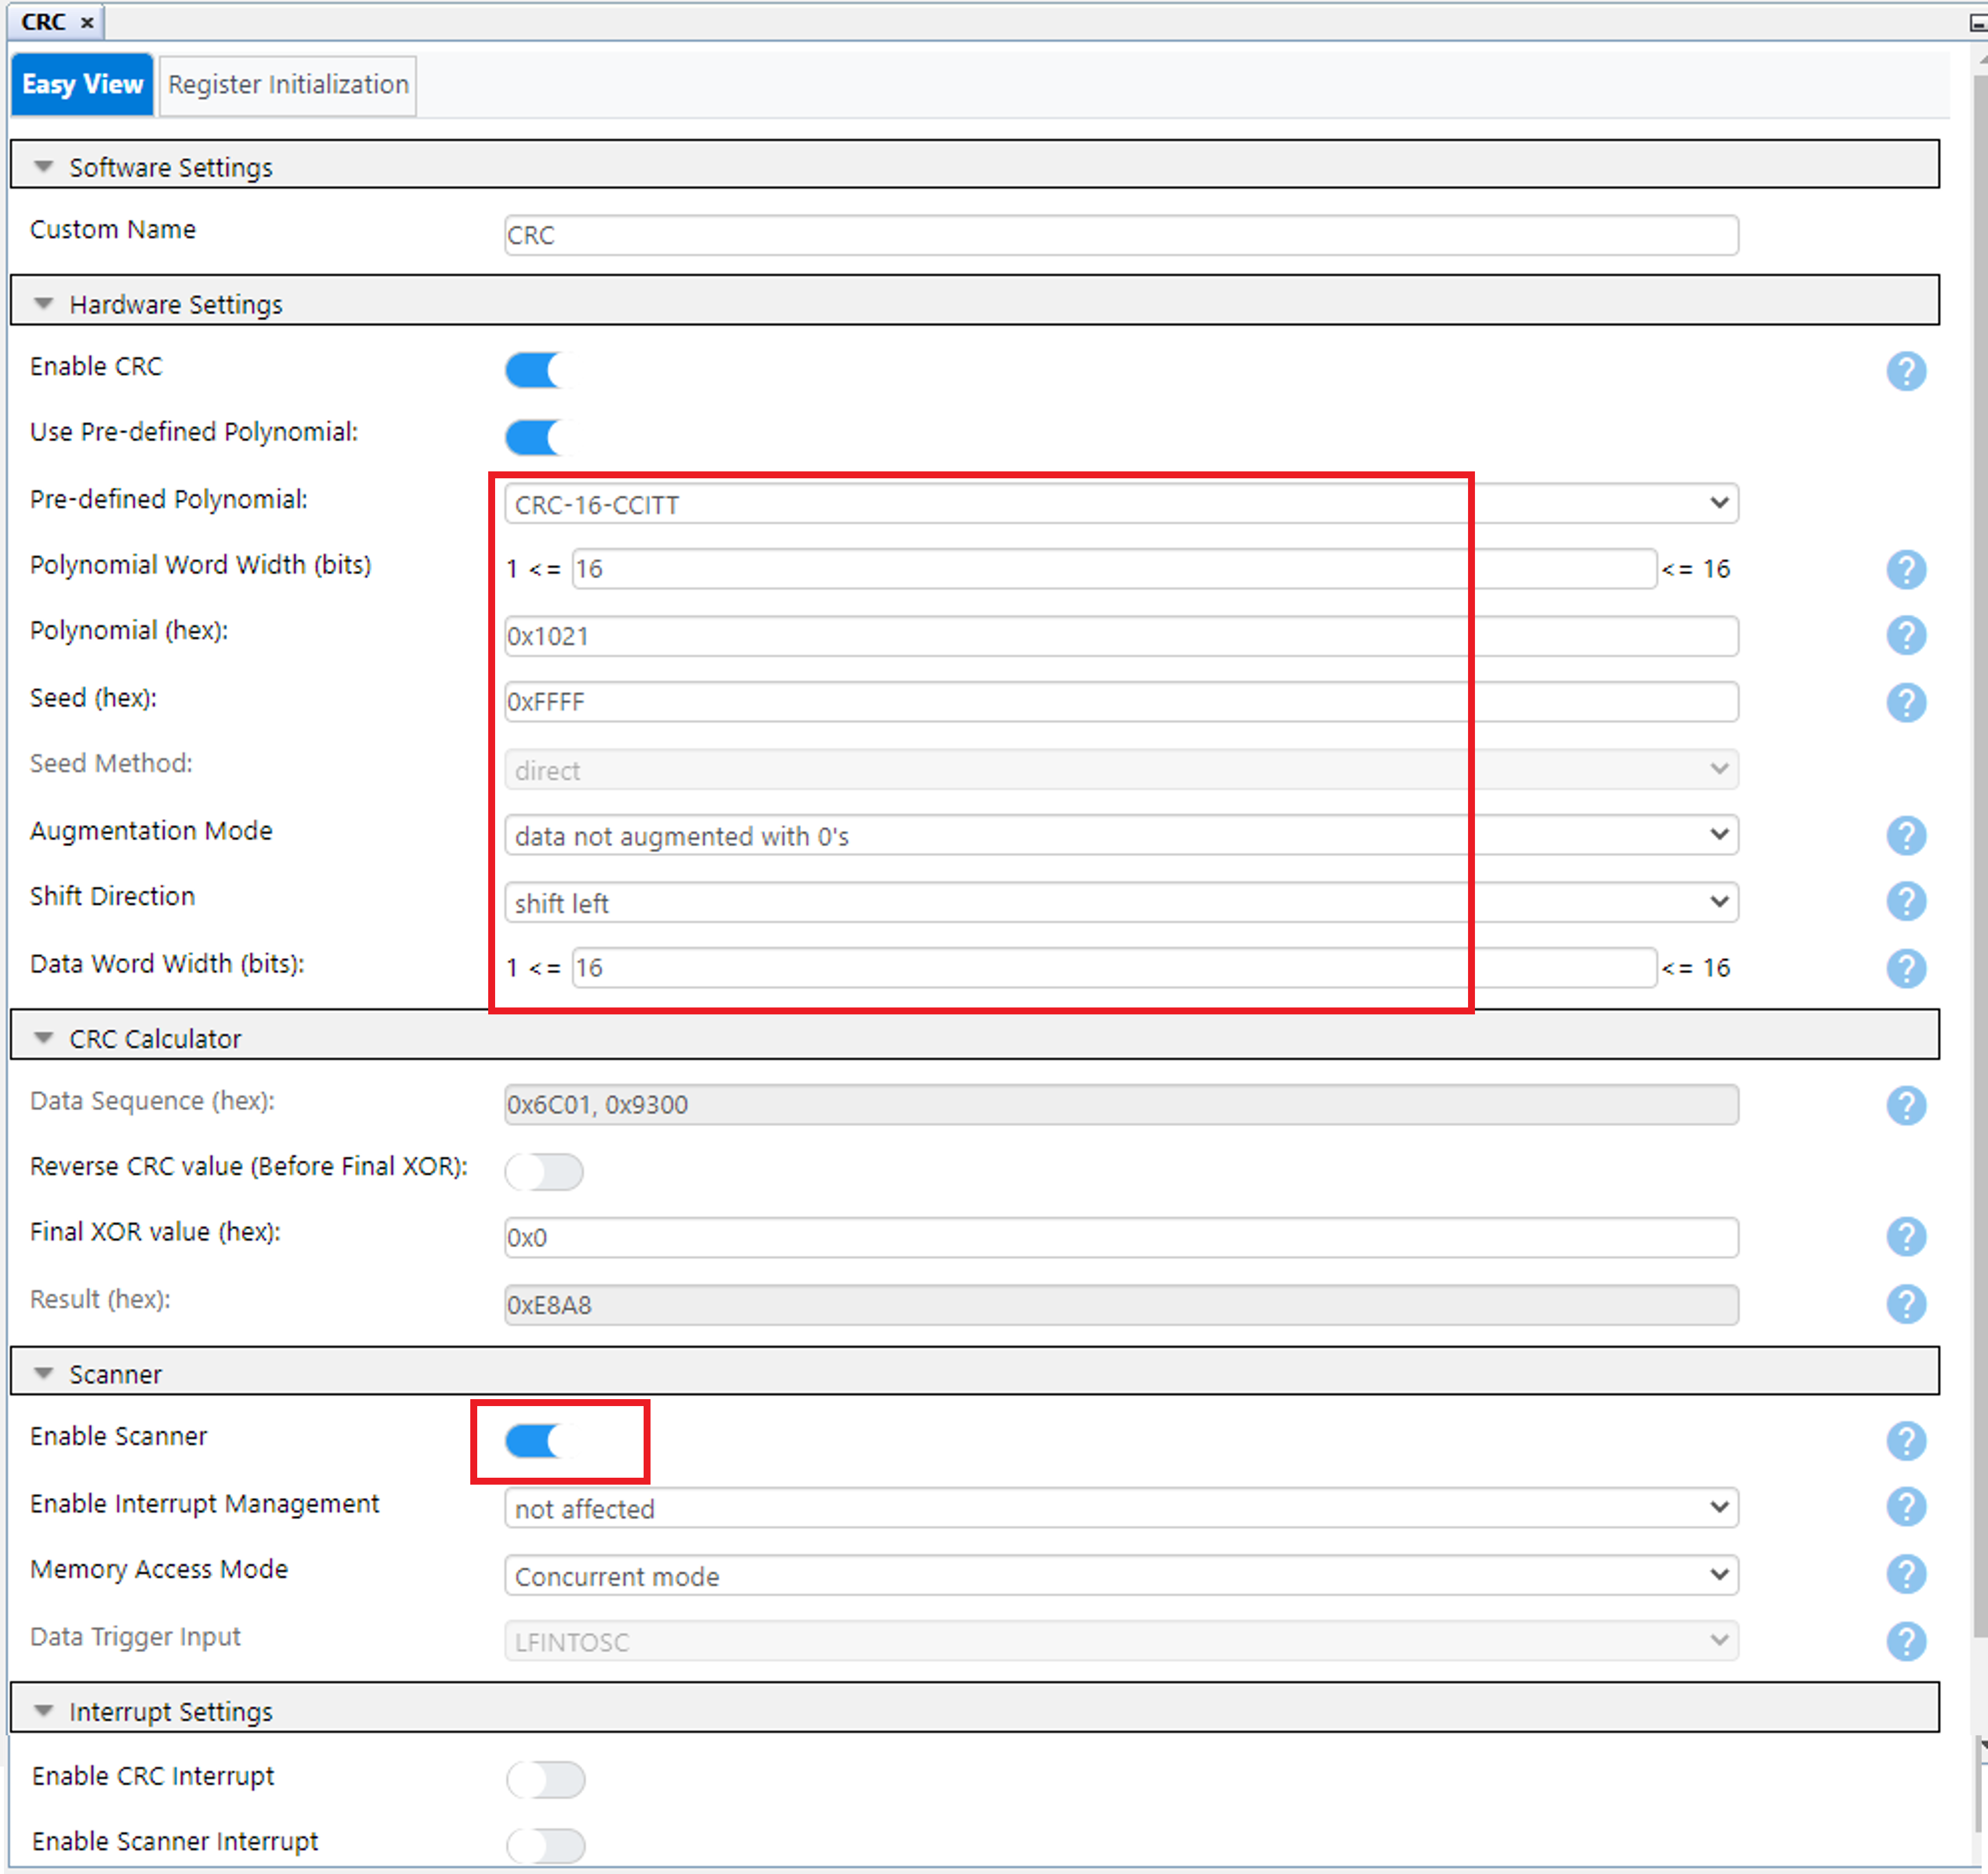 CRC ×
Easy View Register Initialization
Software Settings
Custom Name CRC
Hardware Settings
Enable CRC ?
Use Pre-defined Polynomial:
Pre-defined Polynomial: CRC-16-CCITT
Polynomial Word Width (bits) 1 <= 16 <= 16 ?
Polynomial (hex): 0x1021 ?
Seed (hex): 0xFFFF ?
Seed Method: direct
Augmentation Mode data not augmented with 0's ?
Shift Direction shift left ?
Data Word Width (bits): 1 <= 16 <= 16 ?
CRC Calculator
Data Sequence (hex): 0x6C01, 0x9300 ?
Reverse CRC value (Before Final XOR):
Final XOR value (hex): 0x0 ?
Result (hex): 0xE8A8 ?
Scanner
Enable Scanner ?
Enable Interrupt Management not affected ?
Memory Access Mode Concurrent mode ?
Data Trigger Input LFINTOSC ?
Interrupt Settings
Enable CRC Interrupt
Enable Scanner Interrupt